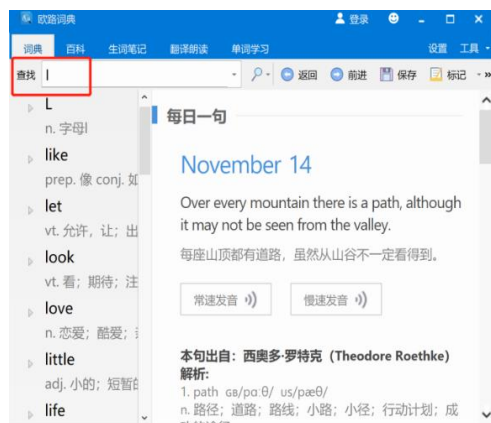 欧路词典 登录
词典 百科 生词笔记 翻译朗读 单词学习 设置 工具
查找 l 返回 前进 保存 标记
L
n. 字母l
like
prep. 像 conj. 如
let
vt. 允许，让；出
look
vt. 看；期待；注
love
n. 恋爱；酷爱；
little
adj. 小的；短暂的
life
每日一句
November 14
Over every mountain there is a path, although
it may not be seen from the valley.
每座山顶都有道路，虽然从山谷不一定看得到。
常速发音 慢速发音
本句出自：西奥多·罗特克（Theodore Roethke）
解析:
1. path ɢʙ/pɑːθ/ ᴜs/pæθ/
n. 路径；道路；路线；小路；小径；行动计划；成